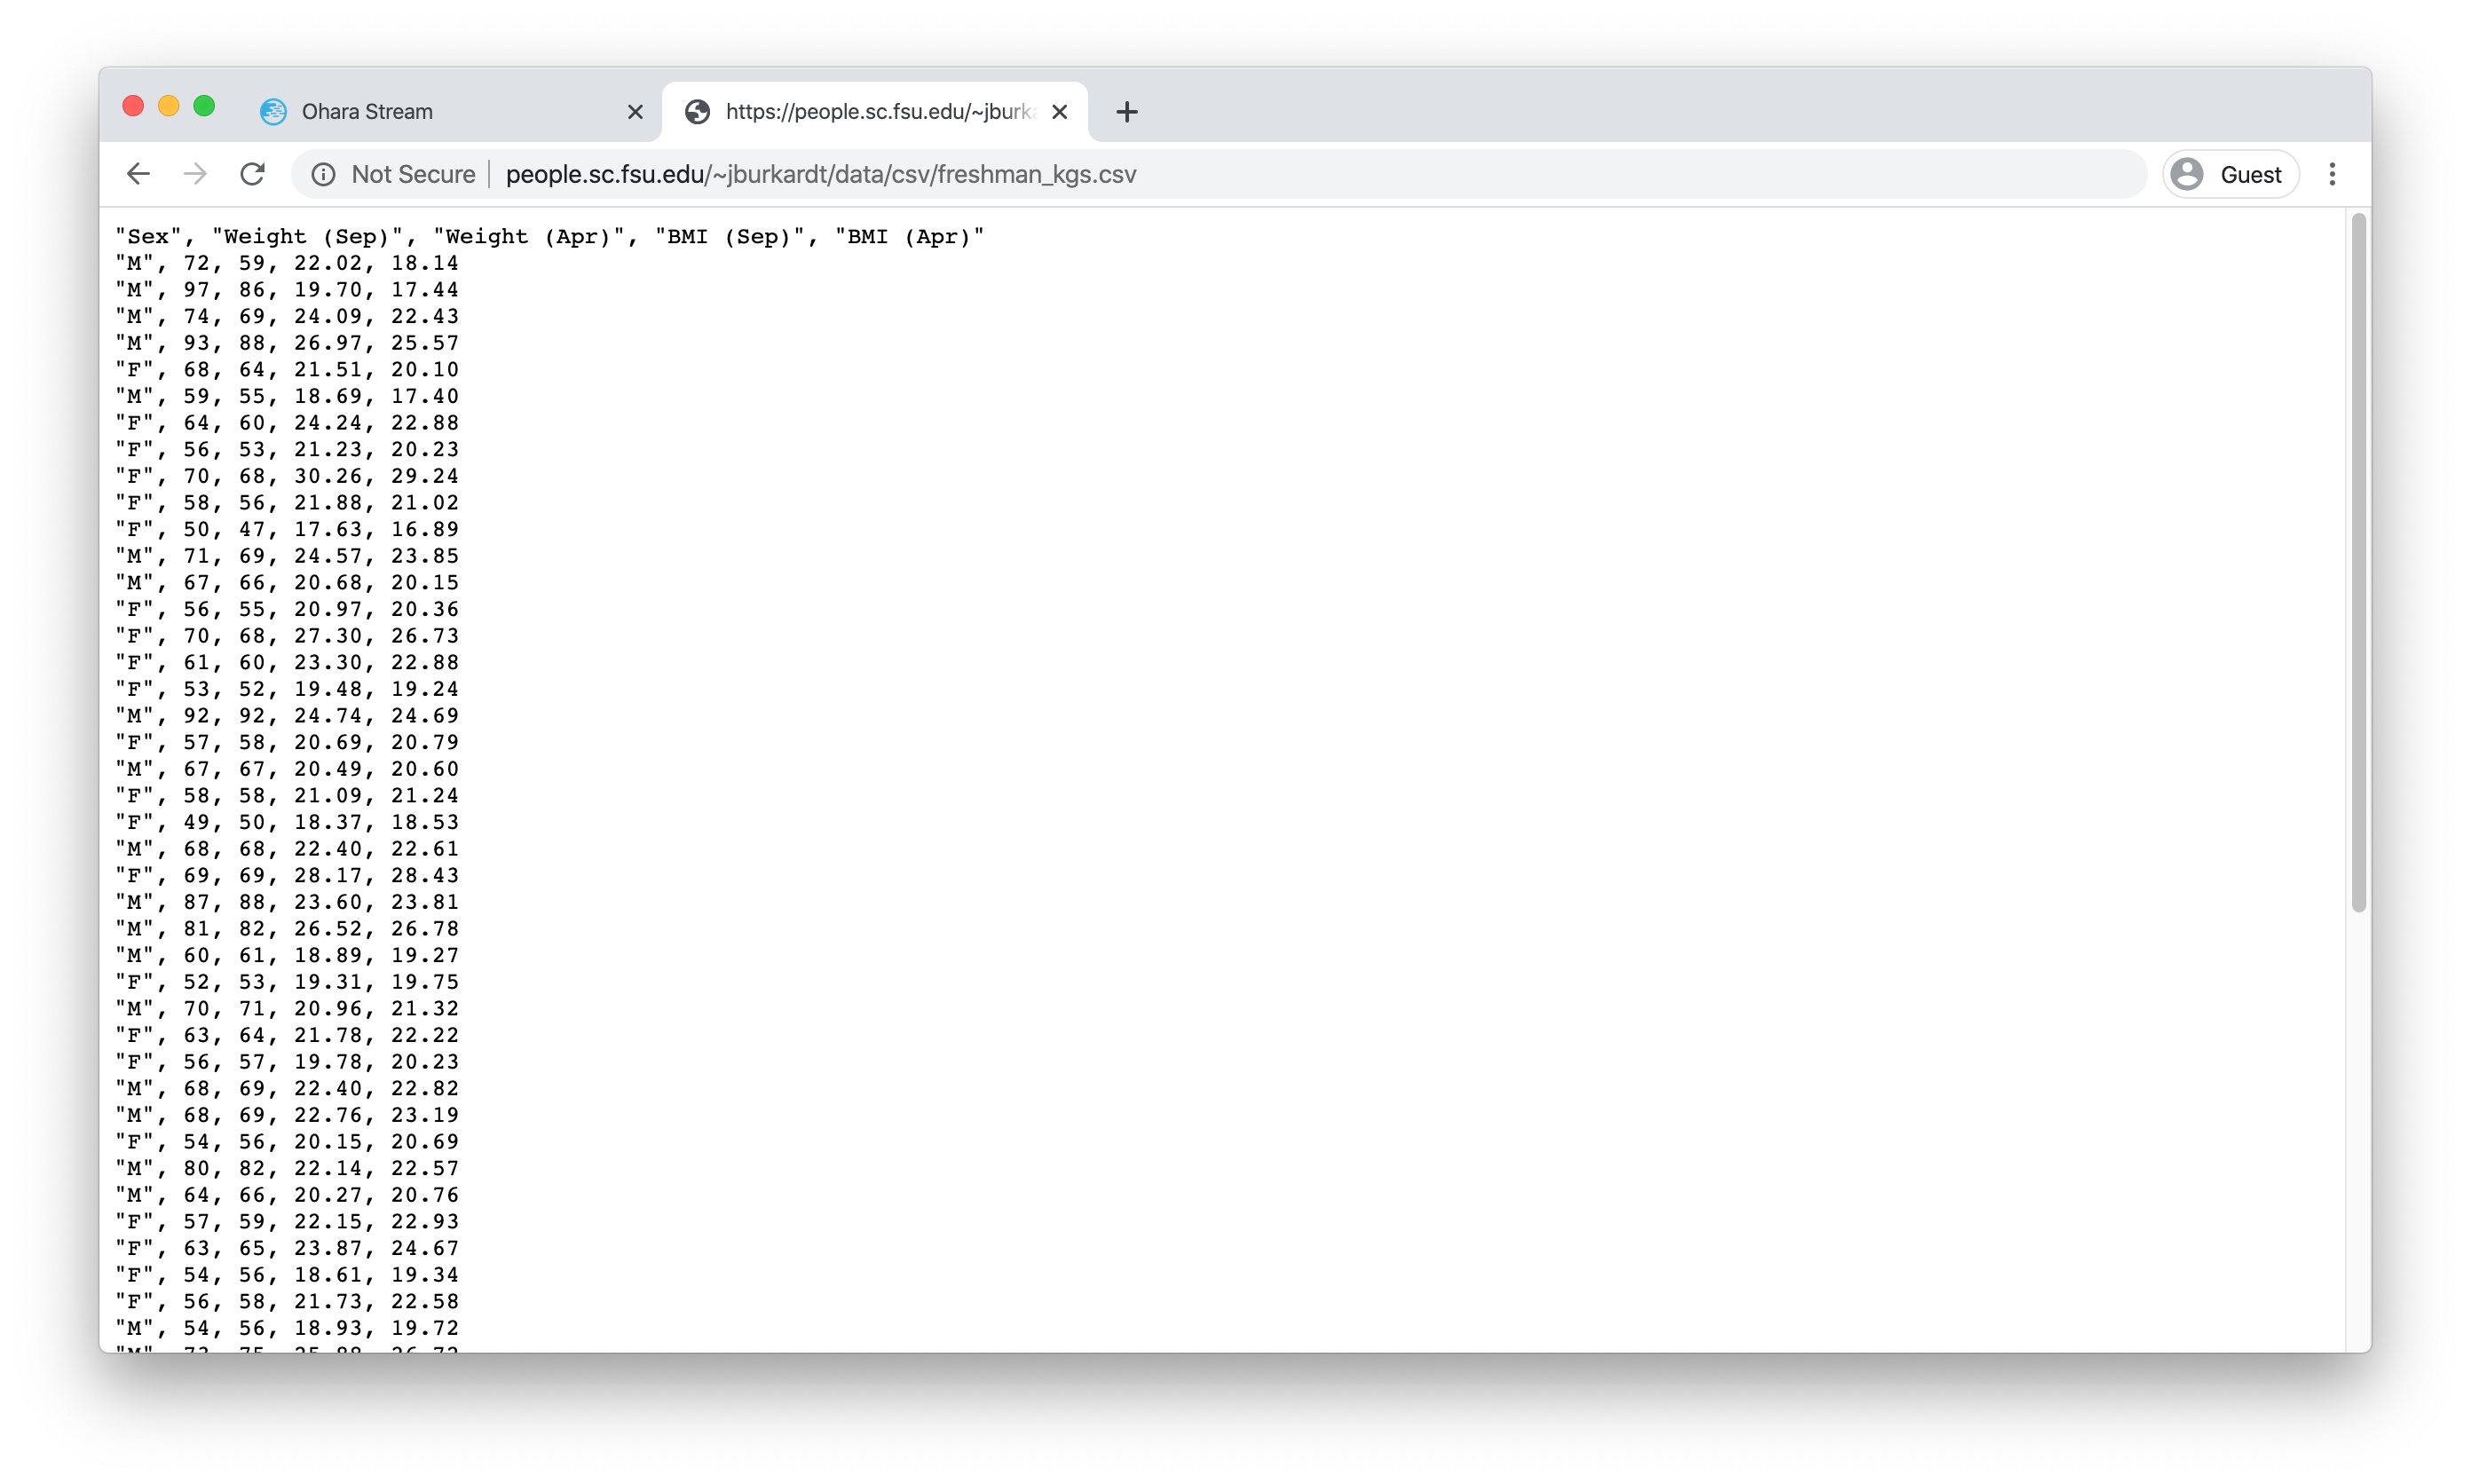 Ohara Stream
https://people.sc.fsu.edu/~jburk
Not Secure people.sc.fsu.edu/~jburkardt/data/csv/freshman_kgs.csv Guest
"Sex", "Weight (Sep)", "Weight (Apr)", "BMI (Sep)", "BMI (Apr)"
"M", 72, 59, 22.02, 18.14
"M", 97, 86, 19.70, 17.44
"M", 74, 69, 24.09, 22.43
"M", 93, 88, 26.97, 25.57
"F", 68, 64, 21.51, 20.10
"M", 59, 55, 18.69, 17.40
"F", 64, 60, 24.24, 22.88
"F", 56, 53, 21.23, 20.23
"F", 70, 68, 30.26, 29.24
"F", 58, 56, 21.88, 21.02
"F", 50, 47, 17.63, 16.89
"M", 71, 69, 24.57, 23.85
"M", 67, 66, 20.68, 20.15
"F", 56, 55, 20.97, 20.36
"F", 70, 68, 27.30, 26.73
"F", 61, 60, 23.30, 22.88
"F", 53, 52, 19.48, 19.24
"M", 92, 92, 24.74, 24.69
"F", 57, 58, 20.69, 20.79
"M", 67, 67, 20.49, 20.60
"F", 58, 58, 21.09, 21.24
"F", 49, 50, 18.37, 18.53
"M", 68, 68, 22.40, 22.61
"F", 69, 69, 28.17, 28.43
"M", 87, 88, 23.60, 23.81
"M", 81, 82, 26.52, 26.78
"M", 60, 61, 18.89, 19.27
"F", 52, 53, 19.31, 19.75
"M", 70, 71, 20.96, 21.32
"F", 63, 64, 21.78, 22.22
"F", 56, 57, 19.78, 20.23
"M", 68, 69, 22.40, 22.82
"M", 68, 69, 22.76, 23.19
"F", 54, 56, 20.15, 20.69
"M", 80, 82, 22.14, 22.57
"M", 64, 66, 20.27, 20.76
"F", 57, 59, 22.15, 22.93
"F", 63, 65, 23.87, 24.67
"F", 54, 56, 18.61, 19.34
"F", 56, 58, 21.73, 22.58
"M", 54, 56, 18.93, 19.72